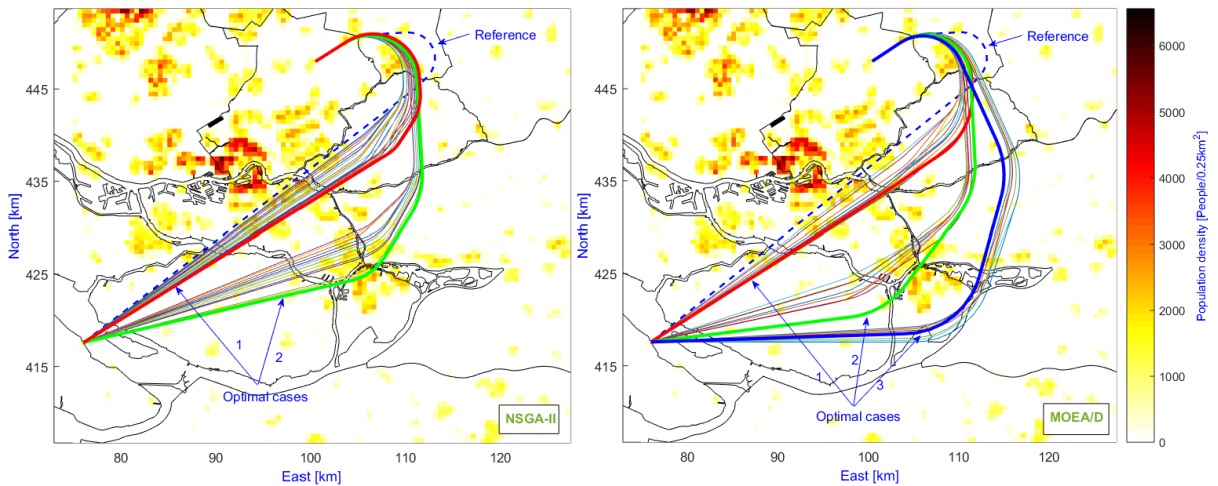 445
435
425
415
North [km]
80
90
100
110
120
East [km]
Reference
1
2
Optimal cases
NSGA-II
445
435
425
415
North [km]
80
90
100
110
120
East [km]
Reference
1
2
3
Optimal cases
MOEA/D
6000
5000
4000
3000
2000
1000
0
Population density [People/0.25km²]